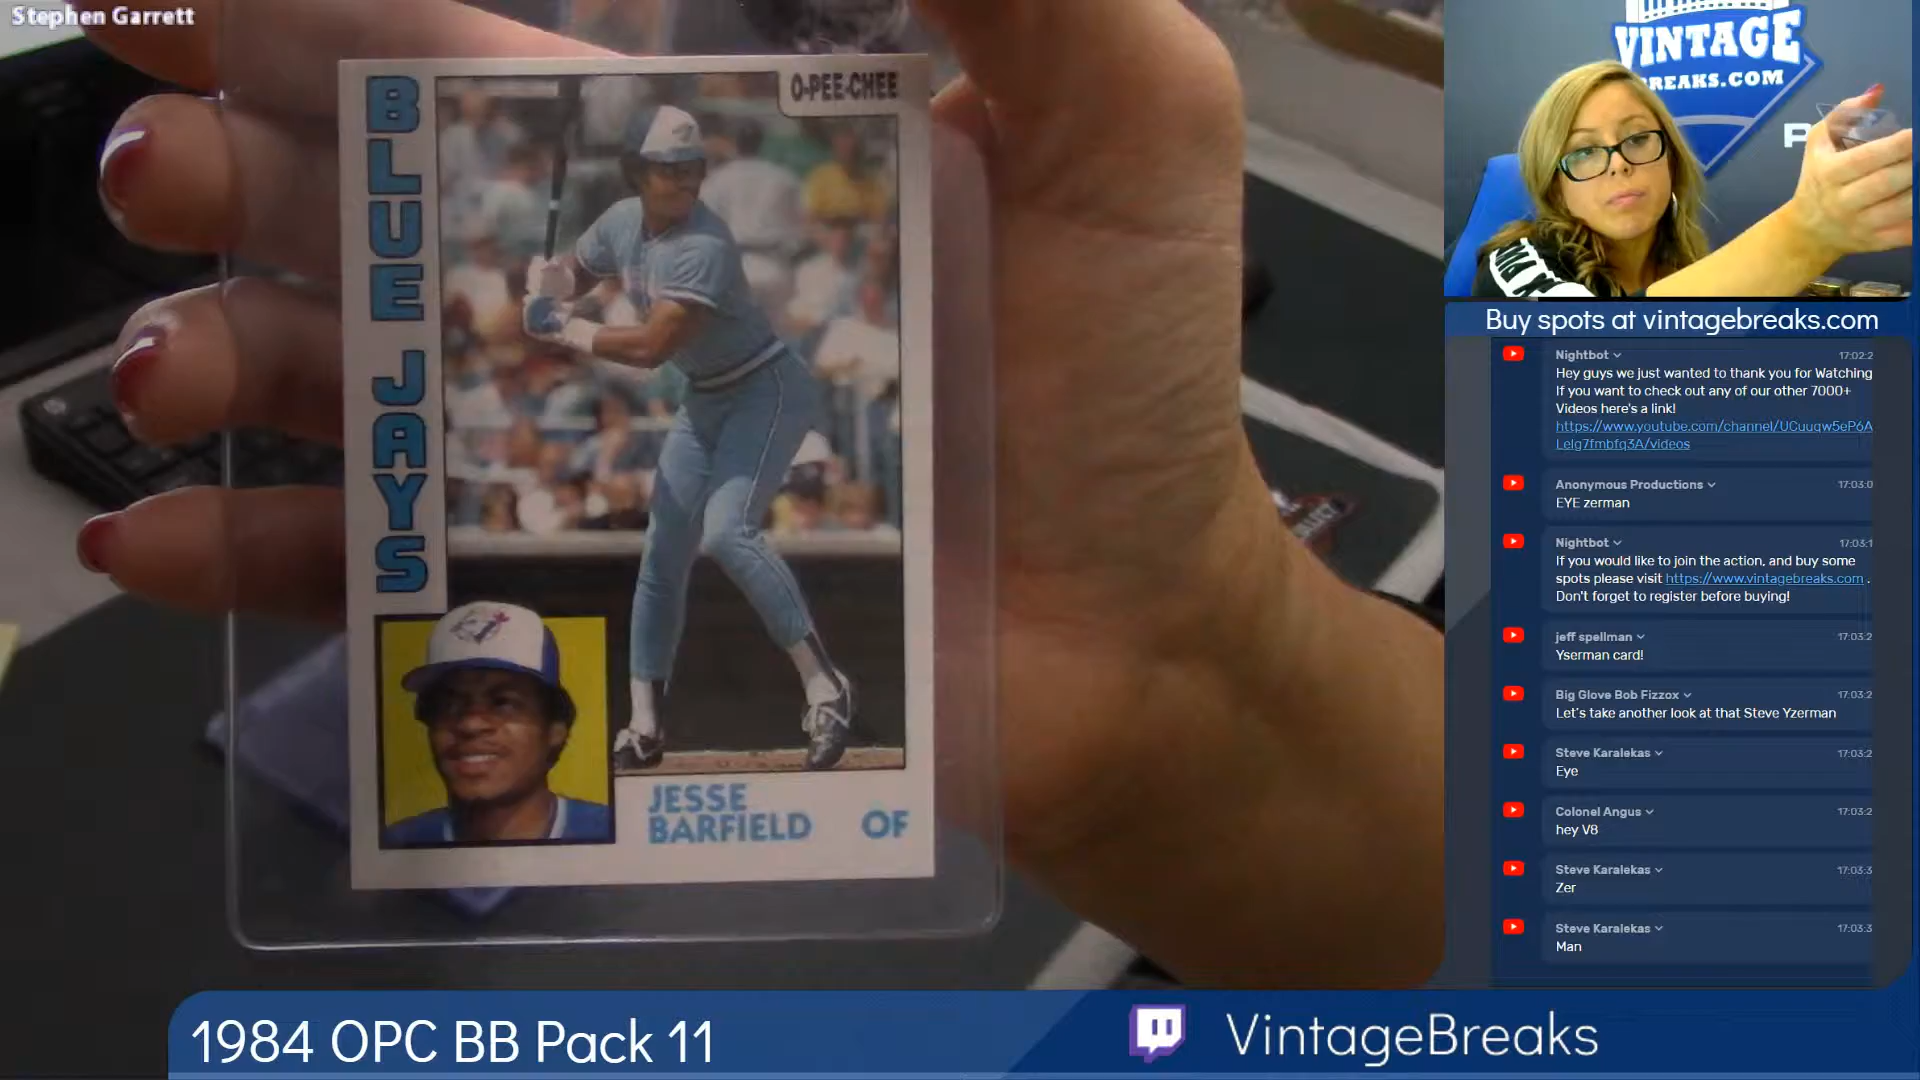 Stephen Garrett
O-PEE-CHEE
BLUE JAYS
JESSE
BARFIELD OF
VINTAGE
BREAKS.COM
P
Buy spots at vintagebreaks.com
Nightbot 17:02:2
Hey guys we just wanted to thank you for Watching
If you want to check out any of our other 7000+
Videos here's a link!
https://www.youtube.com/channel/UCuuqw5eP6A
Lelg7fmbfq3A/videos
Anonymous Productions 17:03:0
EYE zerman
Nightbot 17:03:1
If you would like to join the action, and buy some
spots please visit https://www.vintagebreaks.com .
Don't forget to register before buying!
jeff spellman 17:03:2
Yserman card!
Big Glove Bob Fizzox 17:03:2
Let's take another look at that Steve Yzerman
Steve Karalekas 17:03:2
Eye
Colonel Angus 17:03:2
hey V8
Steve Karalekas 17:03:3
Zer
Steve Karalekas 17:03:3
Man
1984 OPC BB Pack 11
VintageBreaks